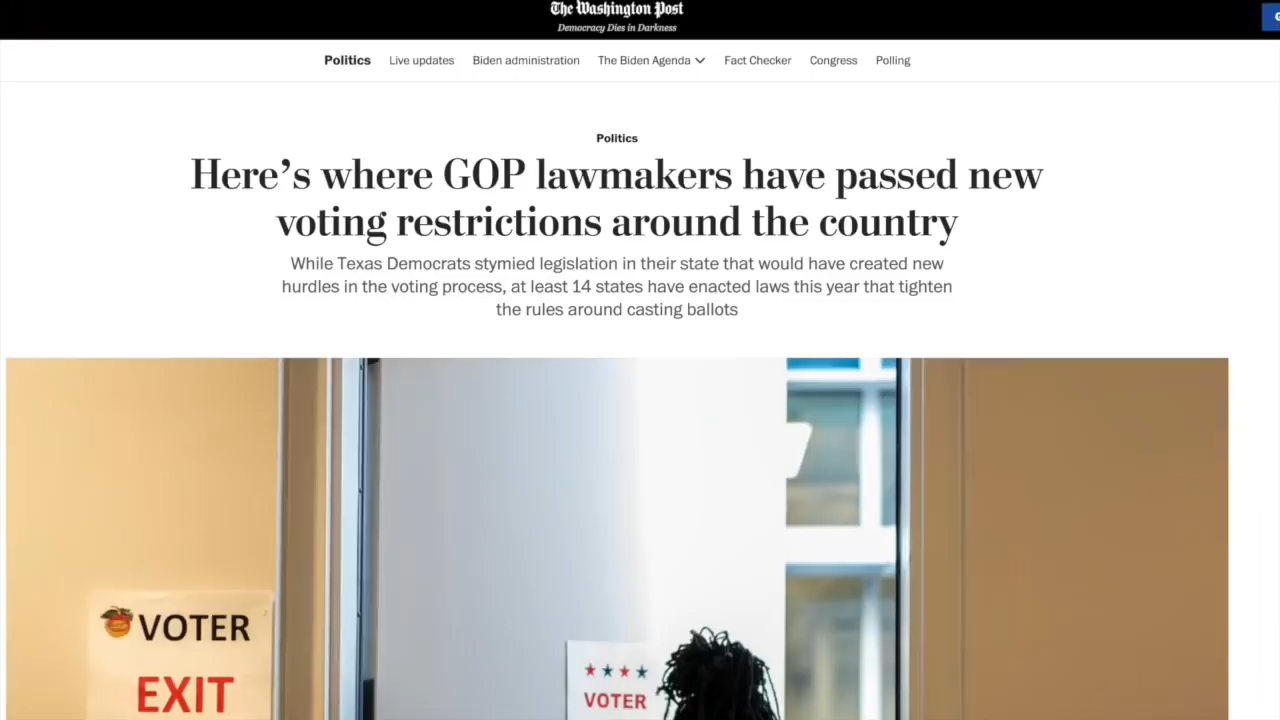 The Washington Post
Democracy Dies in Darkness
Politics Live updates Biden administration The Biden Agenda Fact Checker Congress Polling
Politics
Here's where GOP lawmakers have passed new
voting restrictions around the country
While Texas Democrats stymied legislation in their state that would have created new
hurdles in the voting process, at least 14 states have enacted laws this year that tighten
the rules around casting ballots
VOTER
EXIT
VOTER